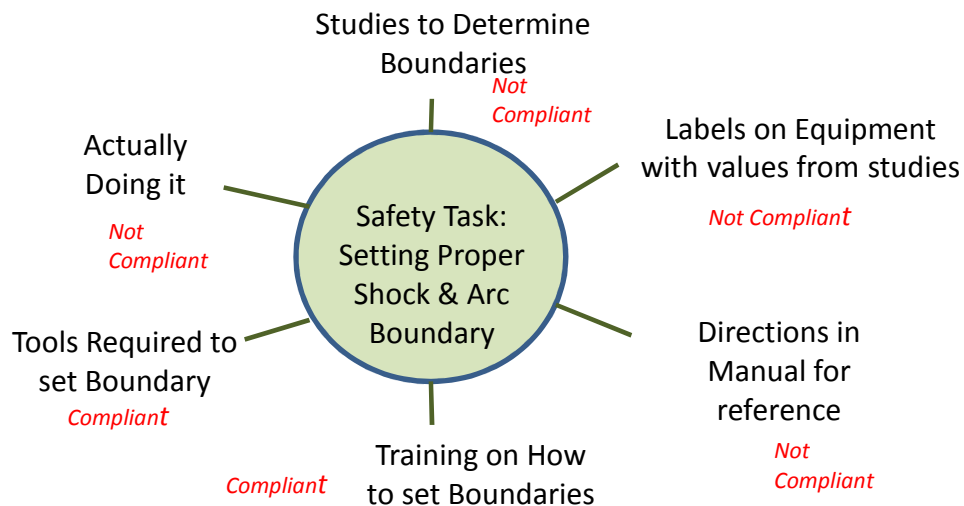 Studies to Determine
Boundaries
Not
Compliant
Labels on Equipment
with values from studies
Not Compliant
Directions in
Manual for
reference
Not
Compliant
Training on How
to set Boundaries
Compliant
Tools Required to
set Boundary
Compliant
Actually
Doing it
Not
Compliant
Safety Task:
Setting Proper
Shock & Arc
Boundary